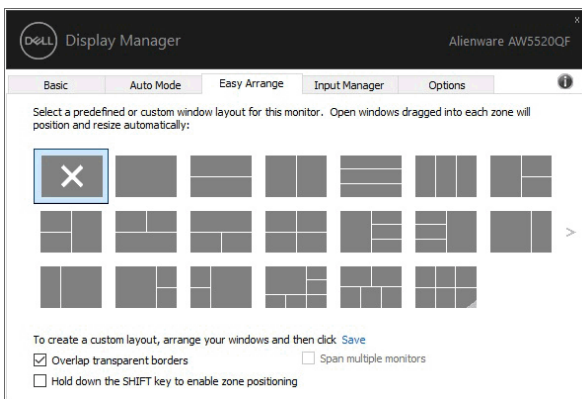 DELL Display Manager
Alienware AW5520QF
Basic Auto Mode Easy Arrange Input Manager Options
Select a predefined or custom window layout for this monitor. Open windows dragged into each zone will
position and resize automatically:
To create a custom layout, arrange your windows and then click Save
Overlap transparent borders
Span multiple monitors
Hold down the SHIFT key to enable zone positioning